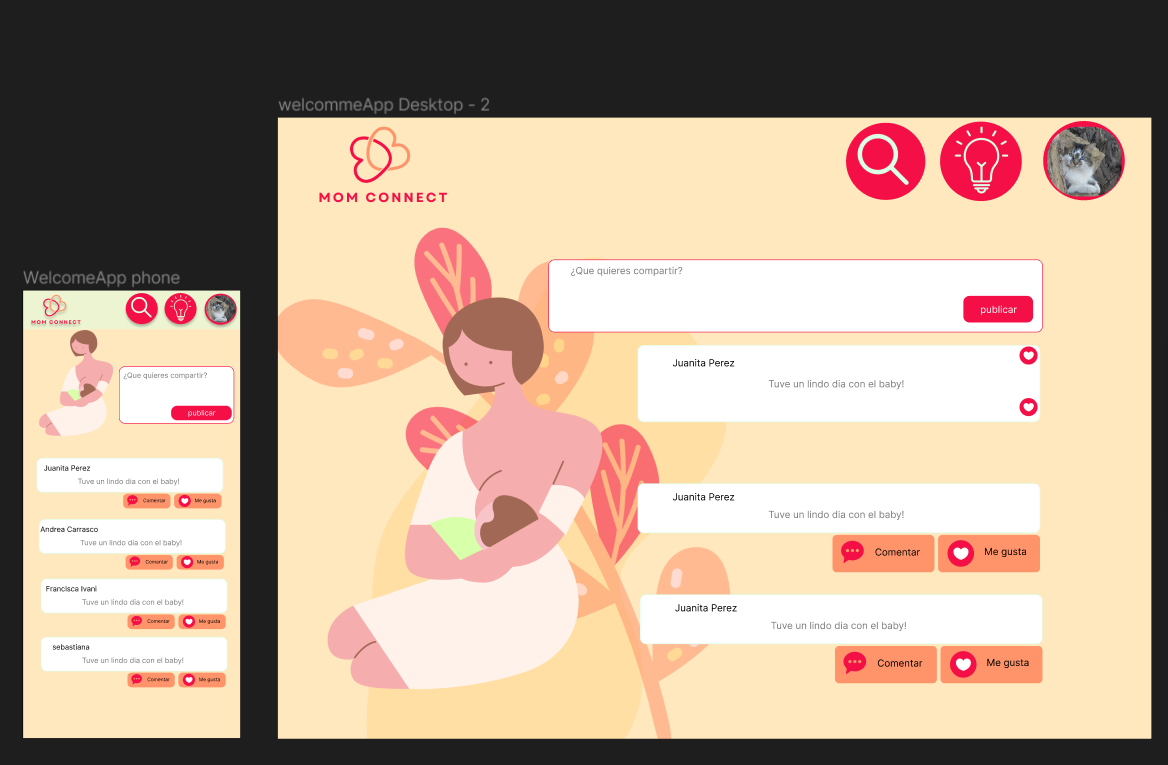 welcommeApp Desktop - 2
MOM CONNECT
¿Que quieres compartir?
publicar
Juanita Perez
Tuve un lindo dia con el baby!
Juanita Perez
Tuve un lindo dia con el baby!
Comentar
Me gusta
Juanita Perez
Tuve un lindo dia con el baby!
Comentar
Me gusta
WelcomeApp phone
MOM CONNECT
¿Que quieres compartir?
publicar
Juanita Perez
Tuve un lindo dia con el baby!
Comentar
Me gusta
Andrea Carrasco
Tuve un lindo dia con el baby!
Comentar
Me gusta
Francisca Ivani
Tuve un lindo dia con el baby!
Comentar
Me gusta
sebastiana
Tuve un lindo dia con el baby!
Comentar
Me gusta